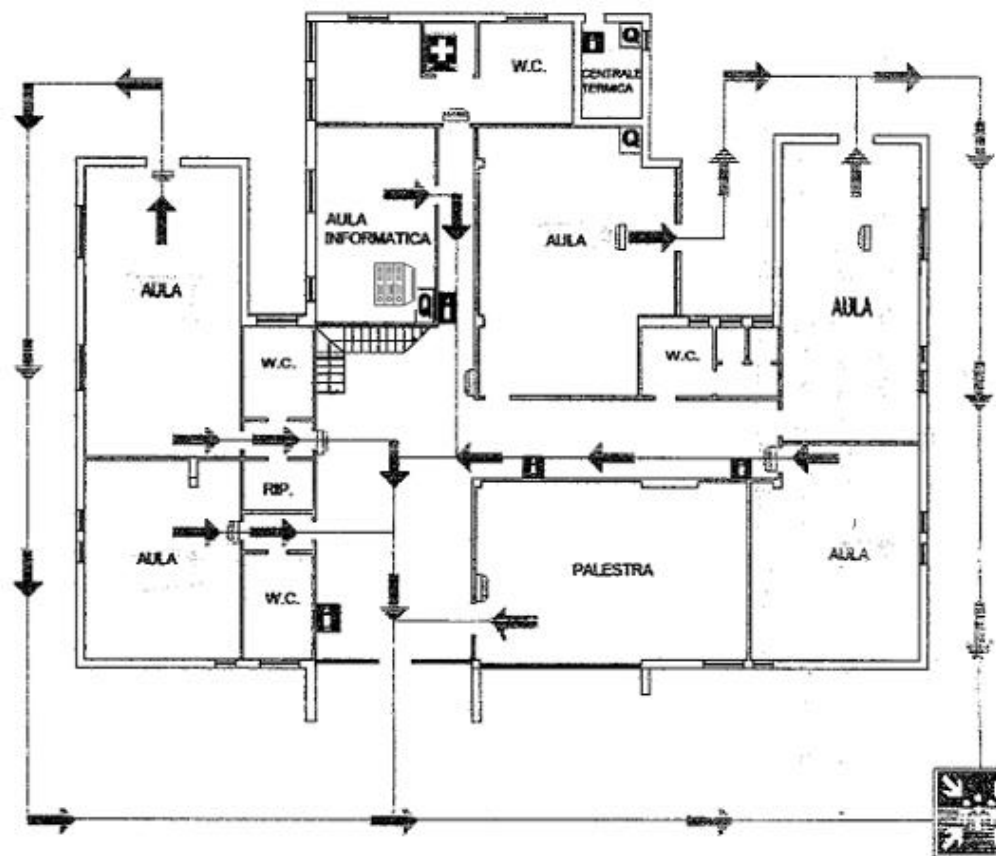 W.C.
Q
CENTRALE
TERMICA
Q
AULA
INFORMATICA
AULA
AULA
AULA
Q
W.C.
W.C.
RIP.
AULA
W.C.
PALESTRA
AULA